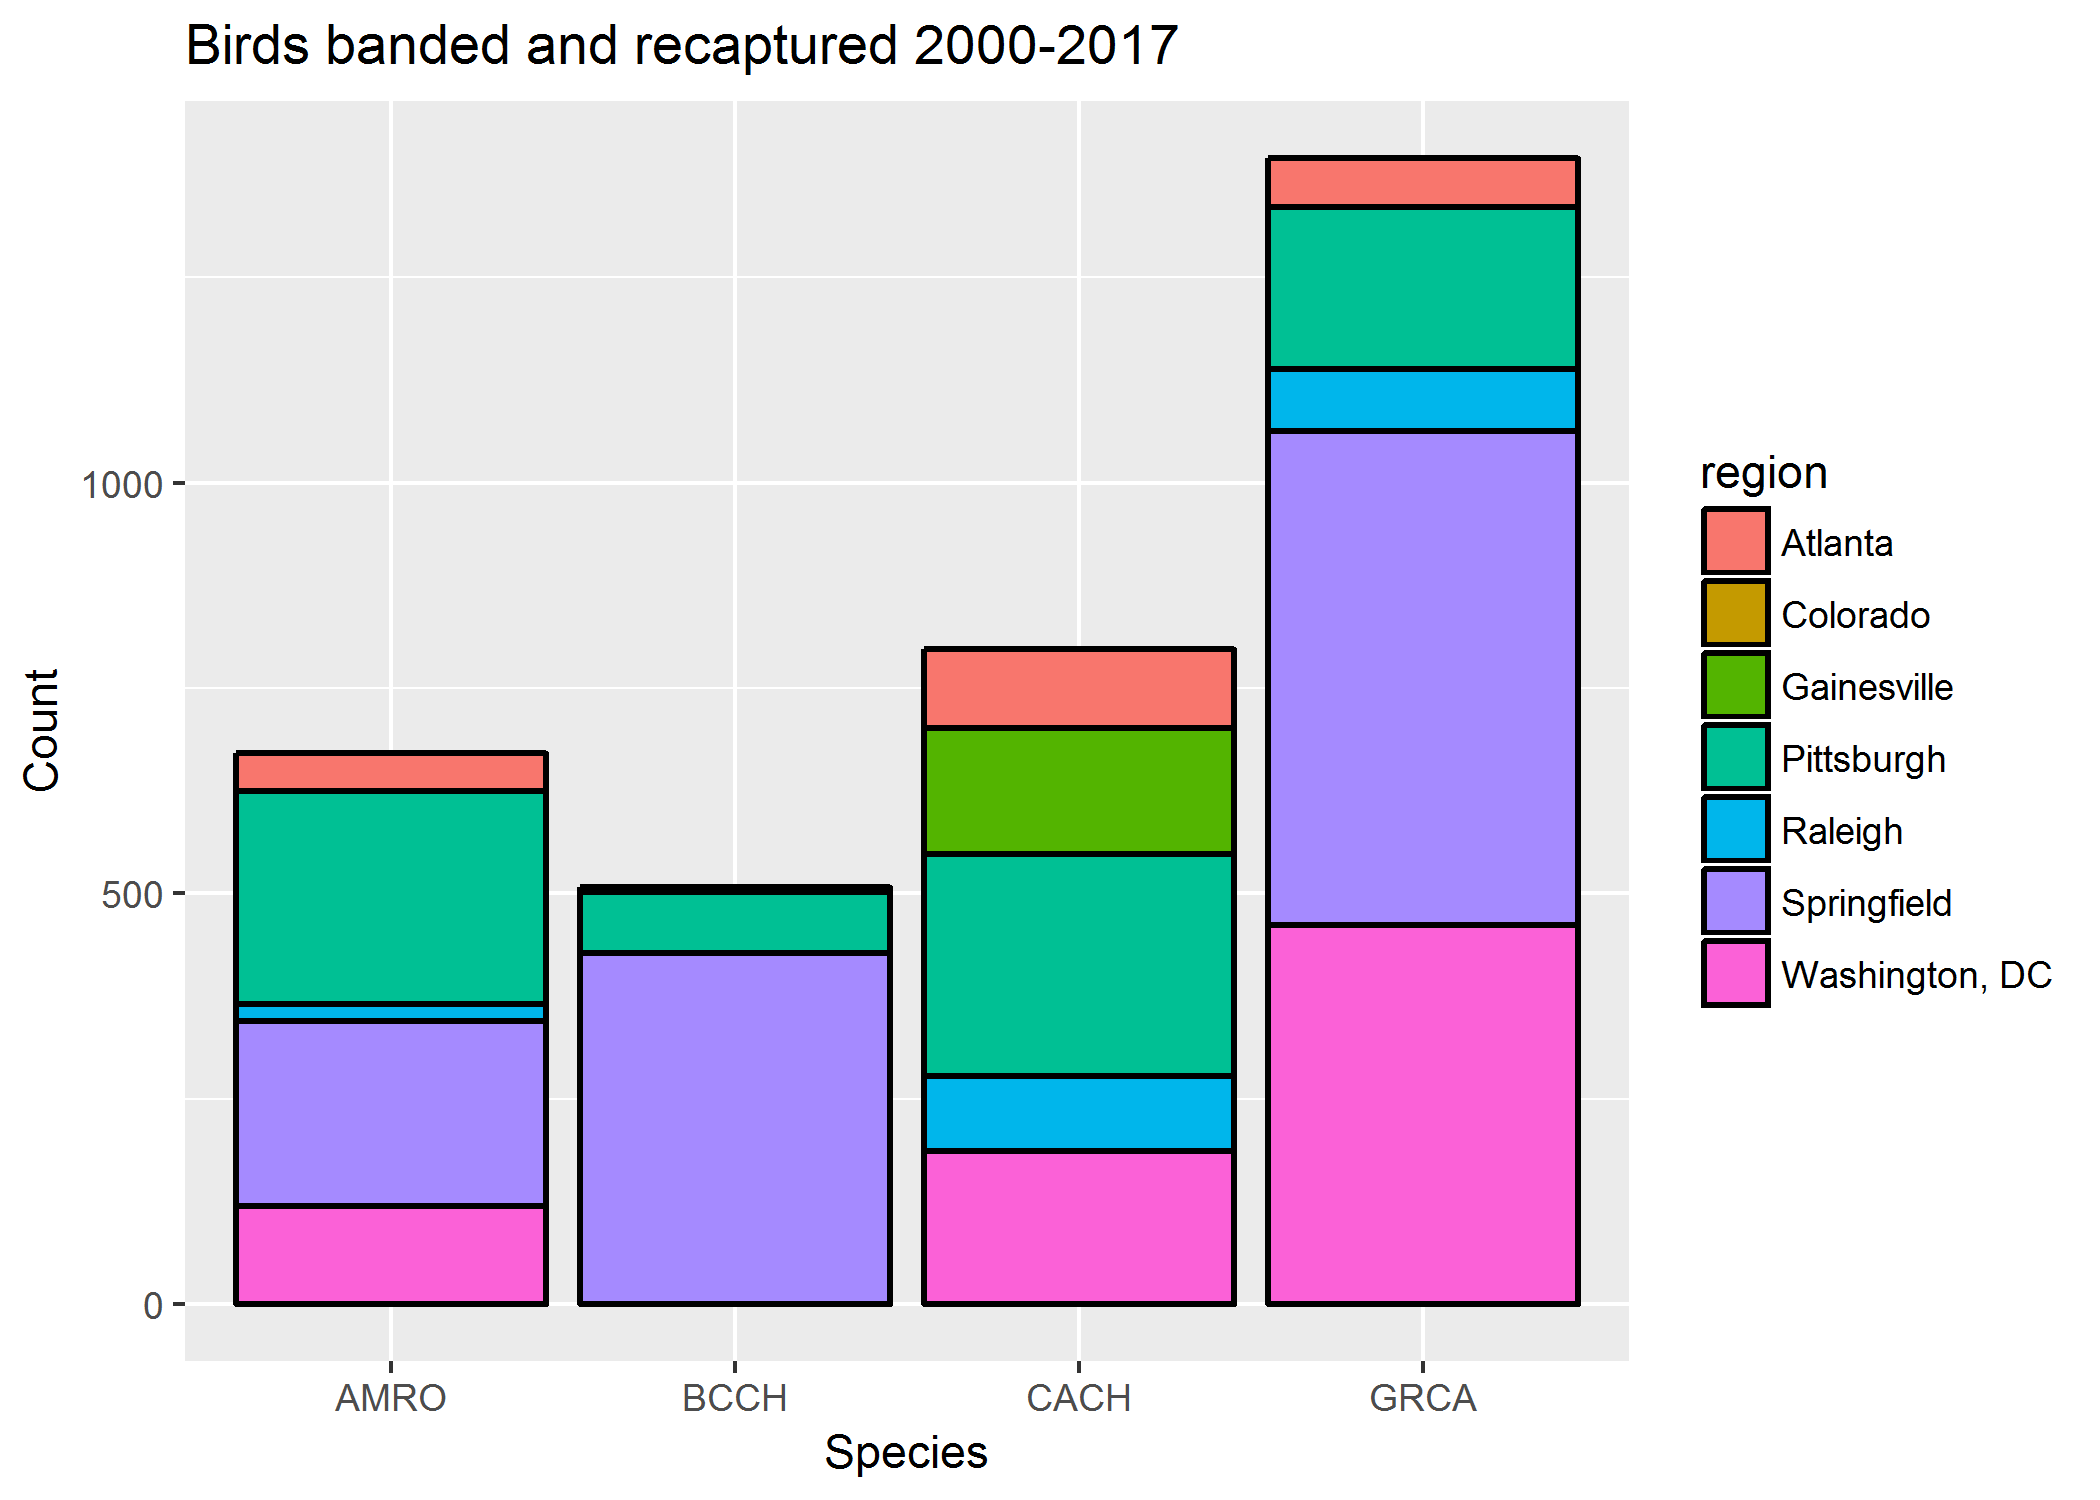 Birds banded and recaptured 2000-2017
Count
1000
500
0
AMRO BCCH CACH GRCA
Species
region
Atlanta
Colorado
Gainesville
Pittsburgh
Raleigh
Springfield
Washington, DC